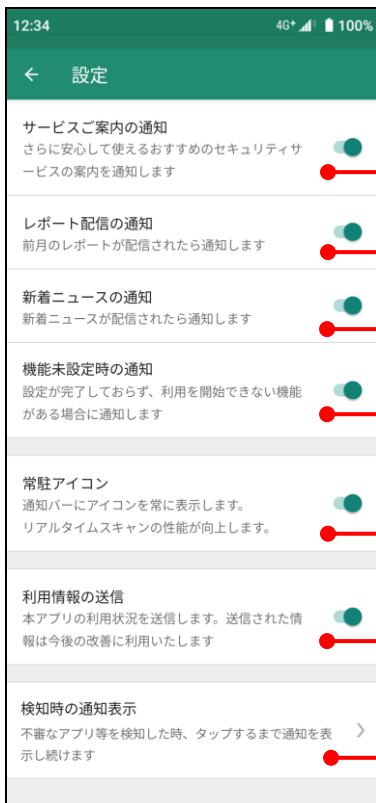 12:34 4G+ 100%
設定
サービスご案内の通知
さらに安心して使えるおすすめのセキュリティサ
ービスの案内を通知します
レポート配信の通知
前月のレポートが配信されたら通知します
新着ニュースの通知
新着ニュースが配信されたら通知します
機能未設定時の通知
設定が完了しておらず、利用を開始できない機能
がある場合に通知します
常駐アイコン
通知バーにアイコンを常に表示します。
リアルタイムスキャンの性能が向上します。
利用情報の送信
本アプリの利用状況を送信します。送信された情
報は今後の改善に利用いたします
検知時の通知表示
不審なアプリ等を検知した時、タップするまで通知を表
示し続けます